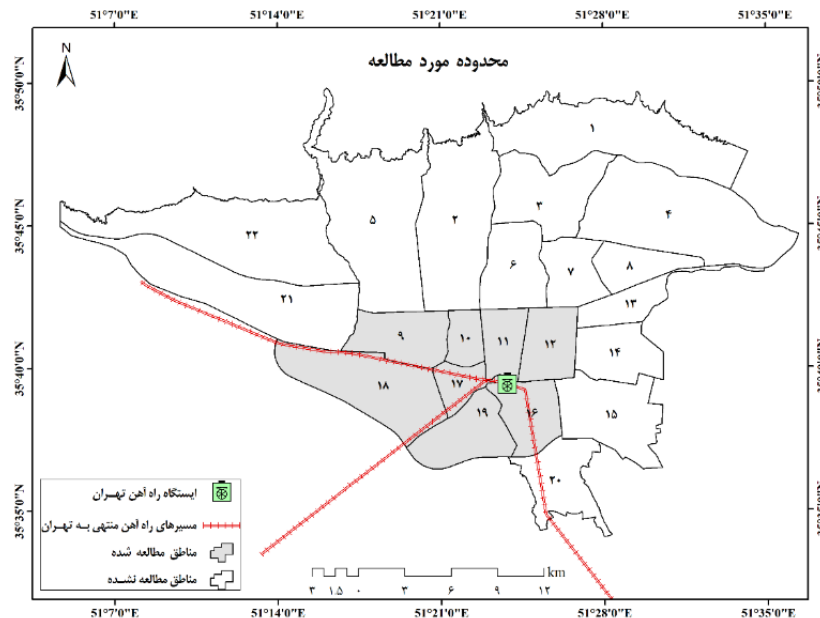 51°7'0"E 51°14'0"E 51°21'0"E 51°28'0"E 51°35'0"E
N
محدوده مورد مطالعه
35°50'0"N
۱
۳
۴
۵
۲
35°45'0"N
۲۲
۶
۷
۸
۲۱
۱۳
۹
۱۰
۱۱
۱۲
۱۴
35°40'0"N
۱۸
۱۷
۱۹
۱۶
۱۵
۲۰
35°35'0"N
ایستگاه راه آهن تهران
مسیرهای راه آهن منتهی به تهران
مناطق مطالعه شده
مناطق مطالعه نشده
km
۳ ۱.۵ ۰ ۳ ۶ ۹ ۱۲
51°7'0"E 51°14'0"E 51°21'0"E 51°28'0"E 51°35'0"E